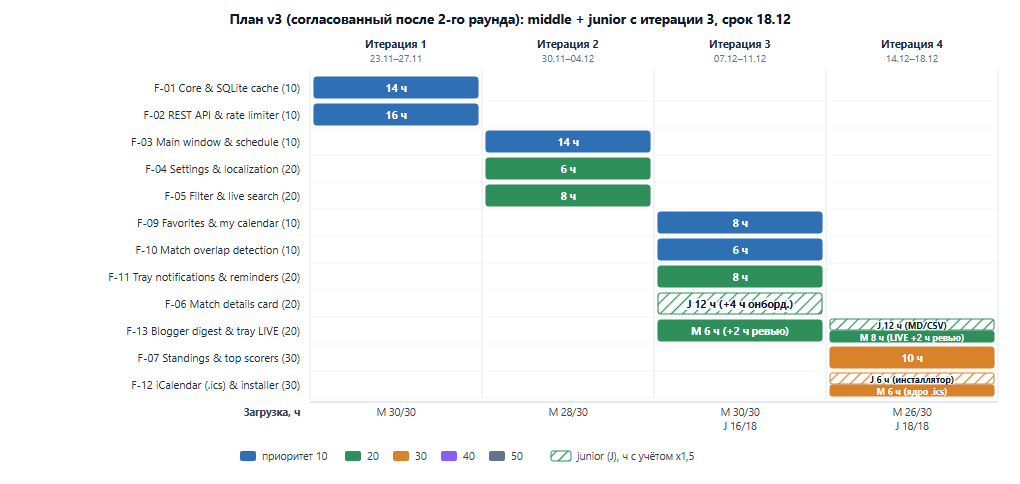 План v3 (согласованный после 2-го раунда): middle + junior с итерации 3, срок 18.12
Итерация 1 Итерация 2 Итерация 3 Итерация 4
23.11–27.11 30.11–04.12 07.12–11.12 14.12–18.12
F-01 Core & SQLite cache (10) 14 ч
F-02 REST API & rate limiter (10) 16 ч
F-03 Main window & schedule (10) 14 ч
F-04 Settings & localization (20) 6 ч
F-05 Filter & live search (20) 8 ч
F-09 Favorites & my calendar (10) 8 ч
F-10 Match overlap detection (10) 6 ч
F-11 Tray notifications & reminders (20) 8 ч
F-06 Match details card (20) J 12 ч (+4 ч онборд.)
F-13 Blogger digest & tray LIVE (20) M 6 ч (+2 ч ревью) J 12 ч (MD/CSV)
M 8 ч (LIVE +2 ч ревью)
F-07 Standings & top scorers (30) 10 ч
F-12 iCalendar (.ics) & installer (30) J 6 ч (инсталлятор)
M 6 ч (ядро .ics)
Загрузка, ч M 30/30 M 28/30 M 30/30 M 26/30
J 16/18 J 18/18
приоритет 10 20 30 40 50 junior (J), ч с учётом x1,5